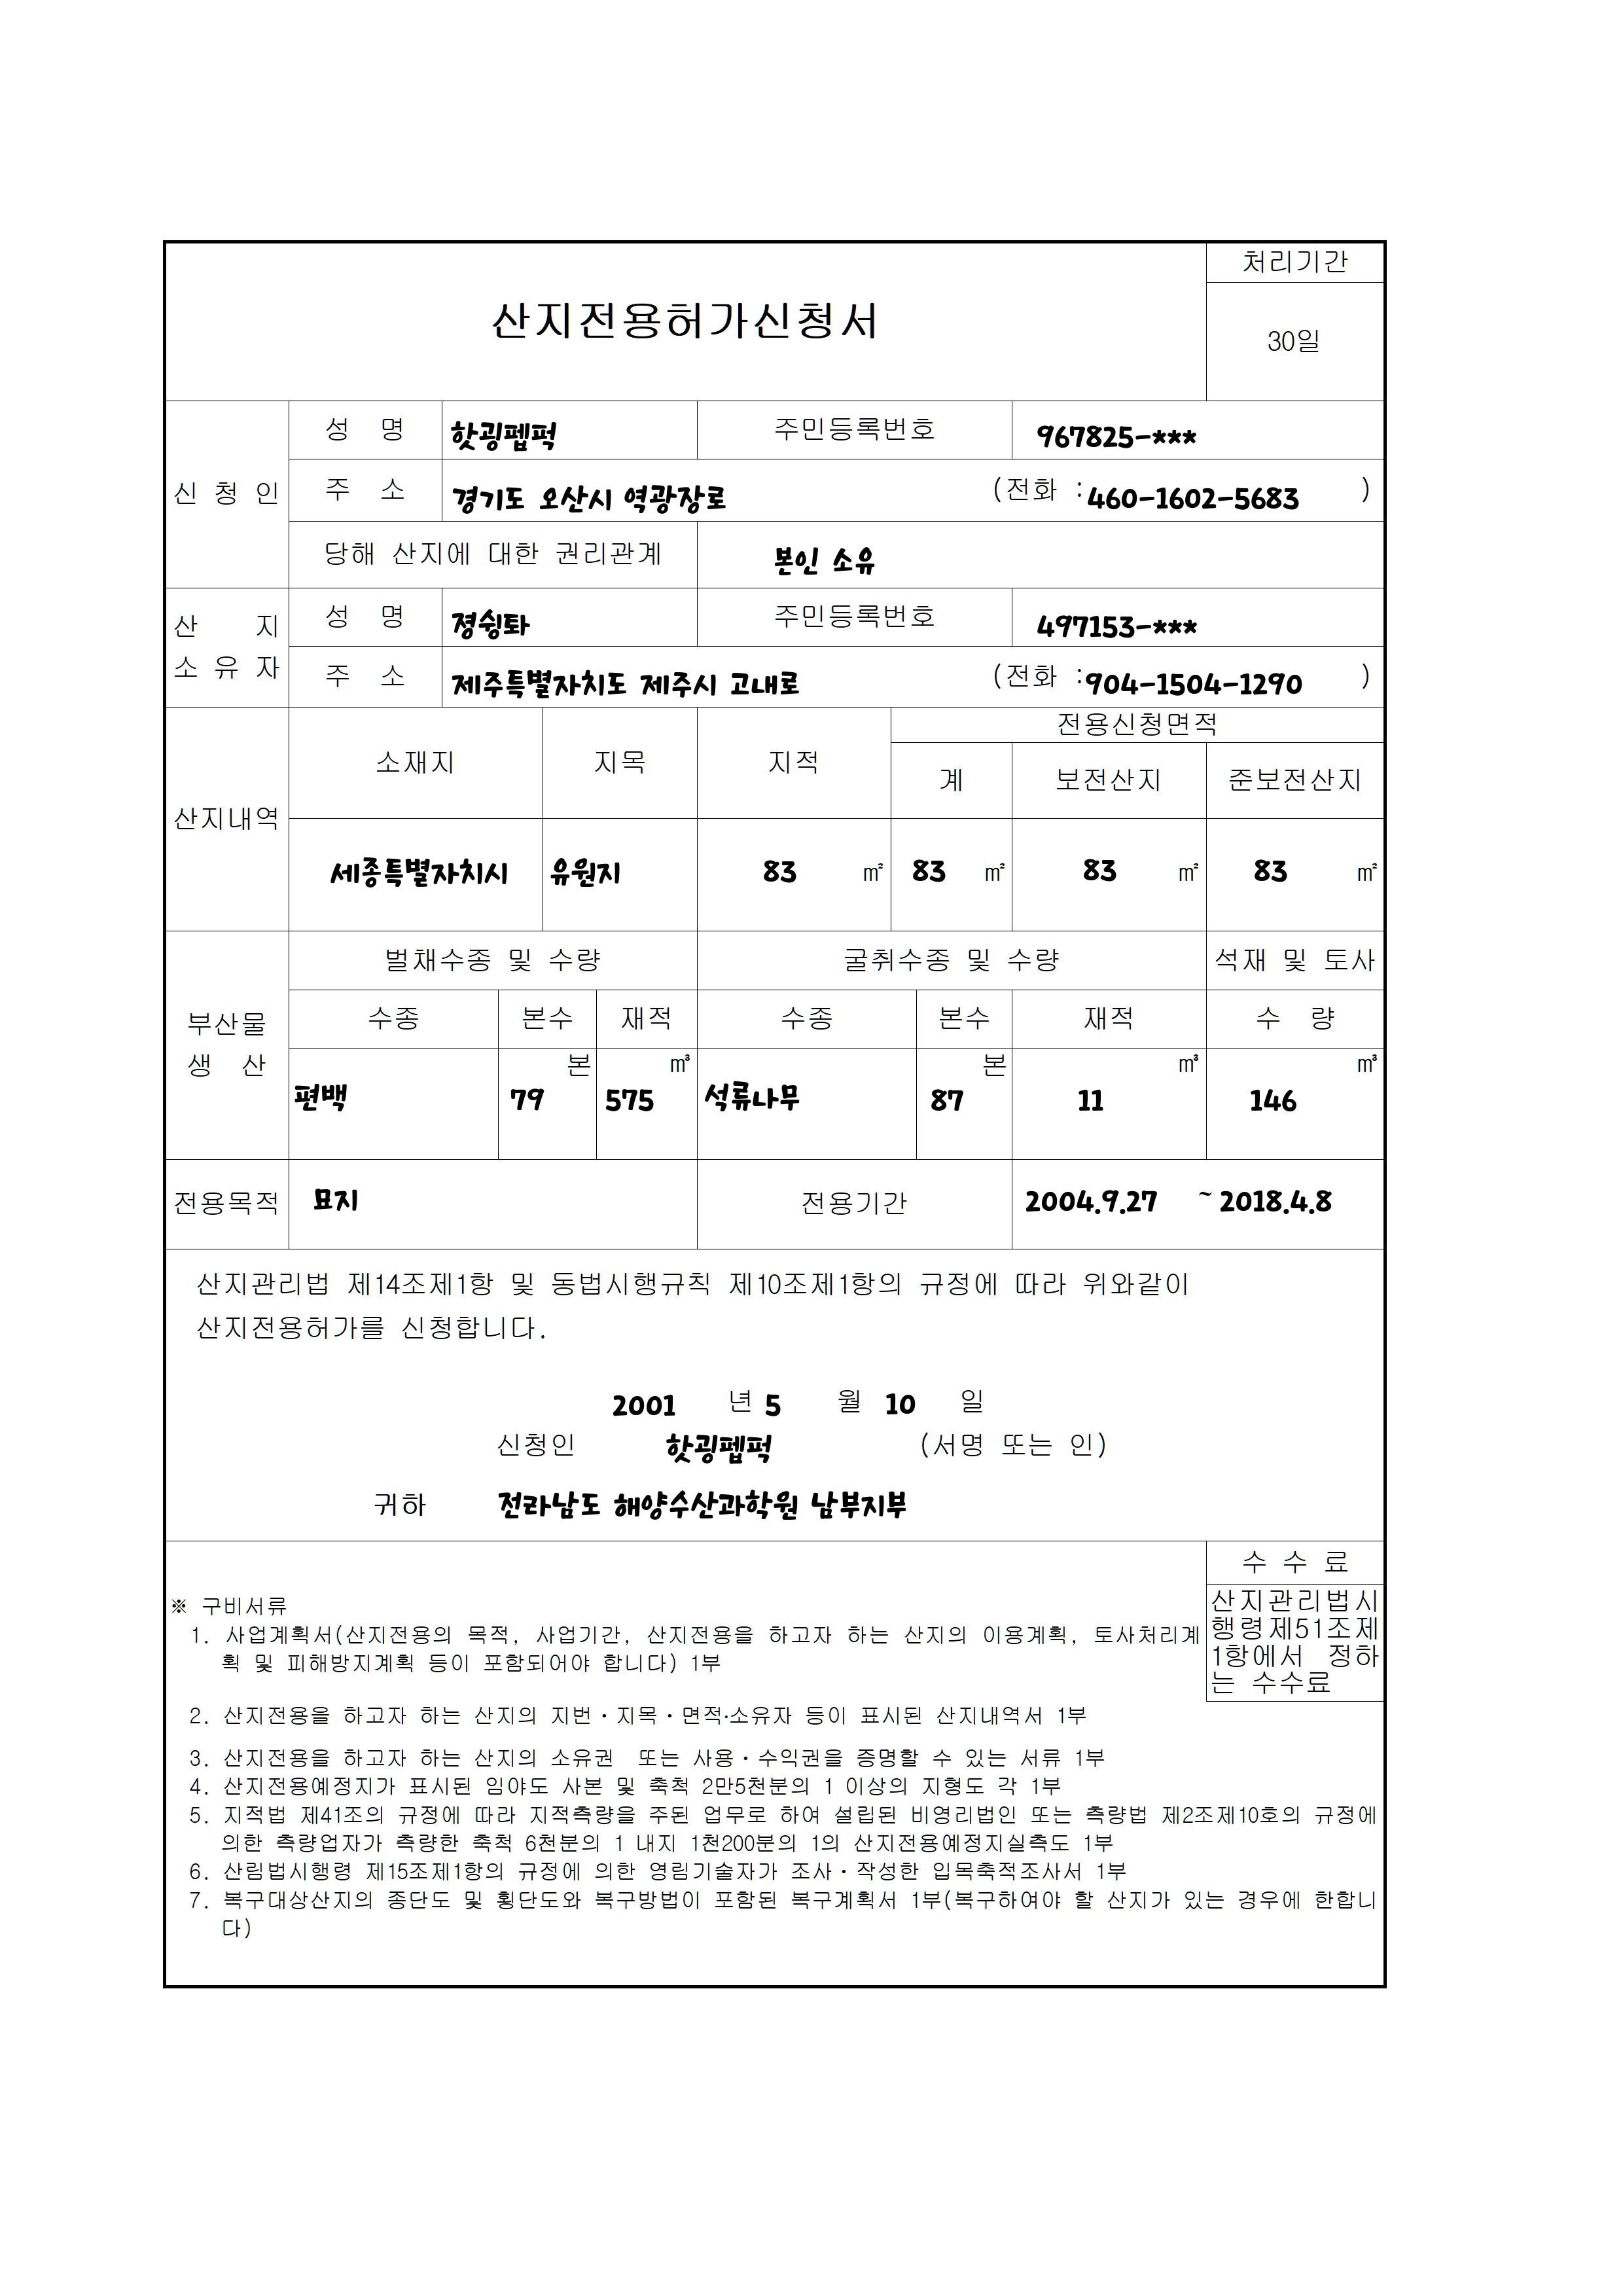 처리기간
산지전용허가신청서
30일
성 명 핫굉펩퍽 주민등록번호 967825-***
신 청 인 주 소 경기도 오산시 역광장로 (전화 :460-1602-5683 )
당해 산지에 대한 권리관계 본인 소유
산 지 성 명 졍슁톼 주민등록번호 497153-***
소 유 자 주 소 제주특별자치도 제주시 고내로 (전화 :904-1504-1290 )
전용신청면적
소재지 지목 지적 계 보전산지 준보전산지
산지내역
세종특별자치시 유원지 83 ㎡ 83 ㎡ 83 ㎡ 83 ㎡
벌채수종 및 수량 굴취수종 및 수량 석재 및 토사
부산물 수종 본수 재적 수종 본수 재적 수 량
생 산 본 ㎥ 본 ㎥ ㎥
편백 79 575 석류나무 87 11 146
전용목적 묘지 전용기간 2004.9.27 ~ 2018.4.8
산지관리법 제14조제1항 및 동법시행규칙 제10조제1항의 규정에 따라 위와같이
산지전용허가를 신청합니다.
2001 년 5 월 10 일
신청인 핫굉펩퍽 (서명 또는 인)
귀하 전라남도 해양수산과학원 남부지부
수 수 료
산지관리법시
행령제51조제
1항에서 정하
는 수수료
※ 구비서류
1. 사업계획서(산지전용의 목적, 사업기간, 산지전용을 하고자 하는 산지의 이용계획, 토사처리계
획 및 피해방지계획 등이 포함되어야 합니다) 1부
2. 산지전용을 하고자 하는 산지의 지번·지목·면적·소유자 등이 표시된 산지내역서 1부
3. 산지전용을 하고자 하는 산지의 소유권 또는 사용·수익권을 증명할 수 있는 서류 1부
4. 산지전용예정지가 표시된 임야도 사본 및 축척 2만5천분의 1 이상의 지형도 각 1부
5. 지적법 제41조의 규정에 따라 지적측량을 주된 업무로 하여 설립된 비영리법인 또는 측량법 제2조제10호의 규정에
의한 측량업자가 측량한 축척 6천분의 1 내지 1천200분의 1의 산지전용예정지실측도 1부
6. 산림법시행령 제15조제1항의 규정에 의한 영림기술자가 조사·작성한 입목축적조사서 1부
7. 복구대상산지의 종단도 및 횡단도와 복구방법이 포함된 복구계획서 1부(복구하여야 할 산지가 있는 경우에 한합니
다)